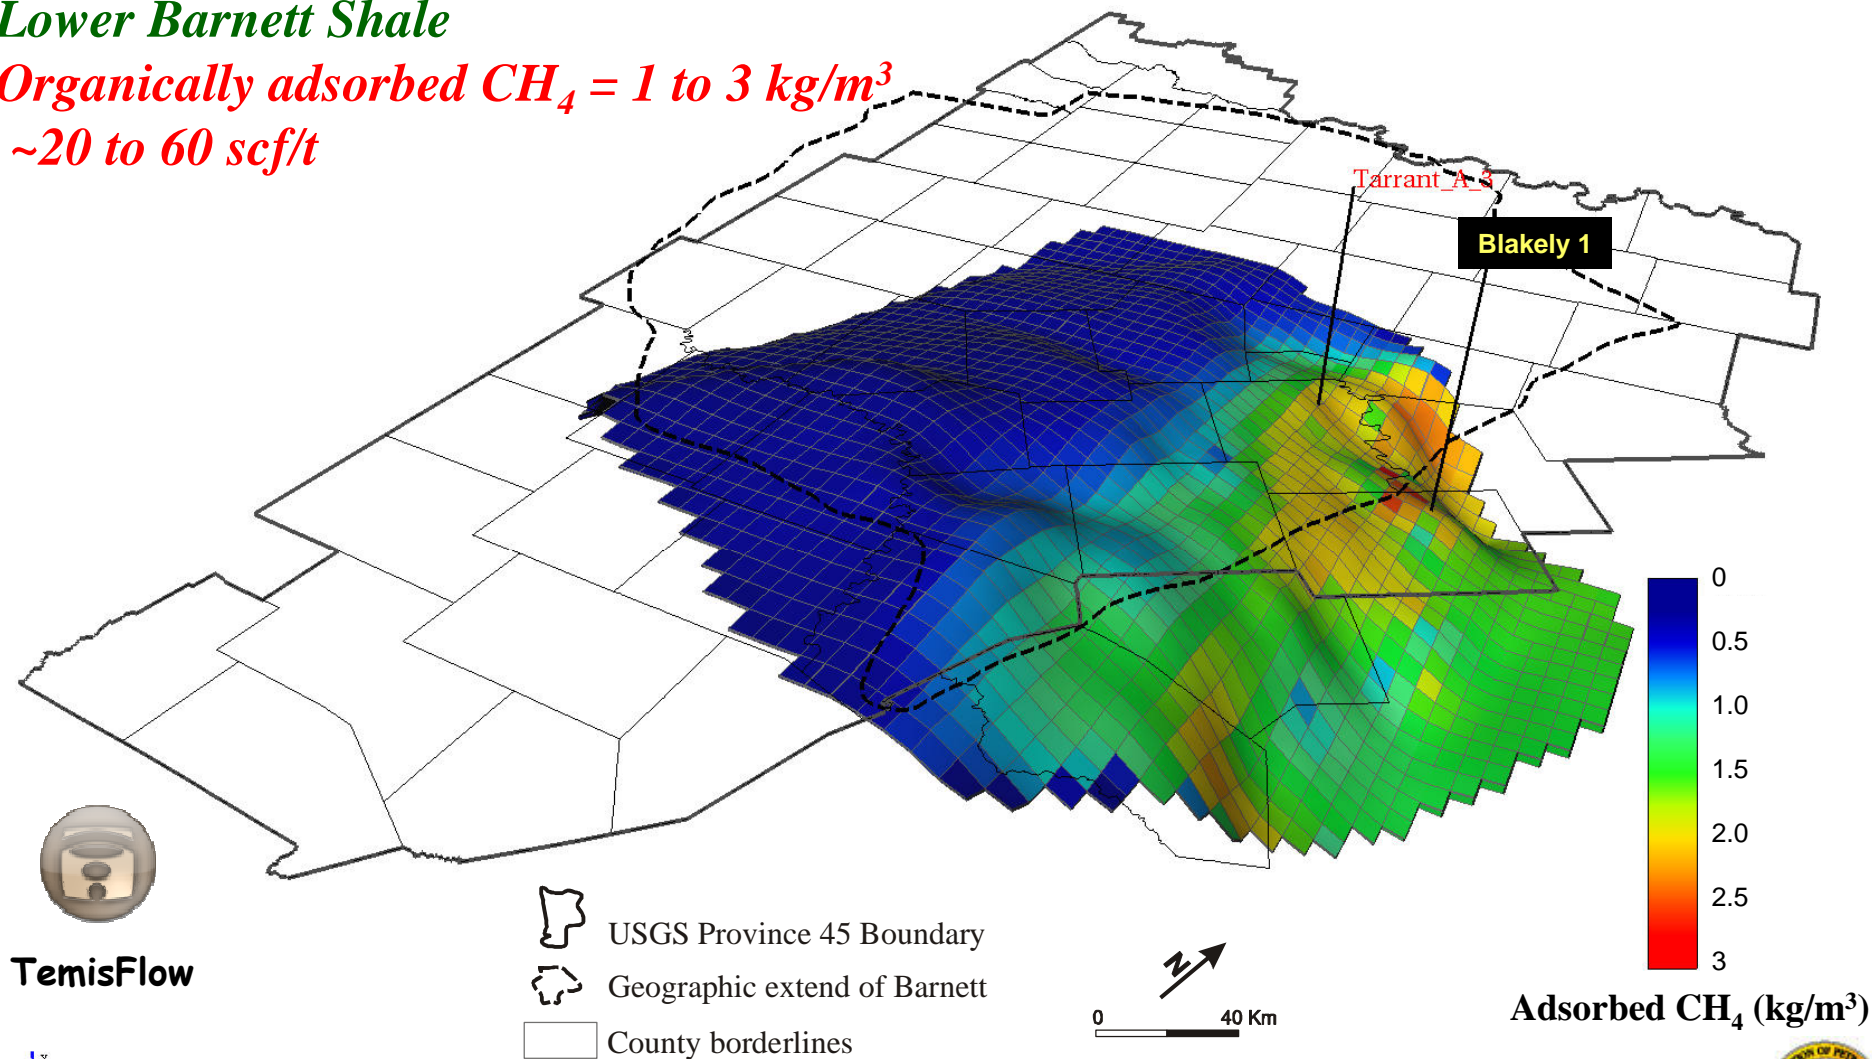 Lower Barnett Shale
Organically adsorbed CH₄ = 1 to 3 kg/m³
~20 to 60 scf/t
Tarrant_A_3
Blakely 1
0
0.5
1.0
1.5
2.0
2.5
3
Adsorbed CH₄ (kg/m³)
TemisFlow
USGS Province 45 Boundary
Geographic extend of Barnett
County borderlines
N
0 40 Km